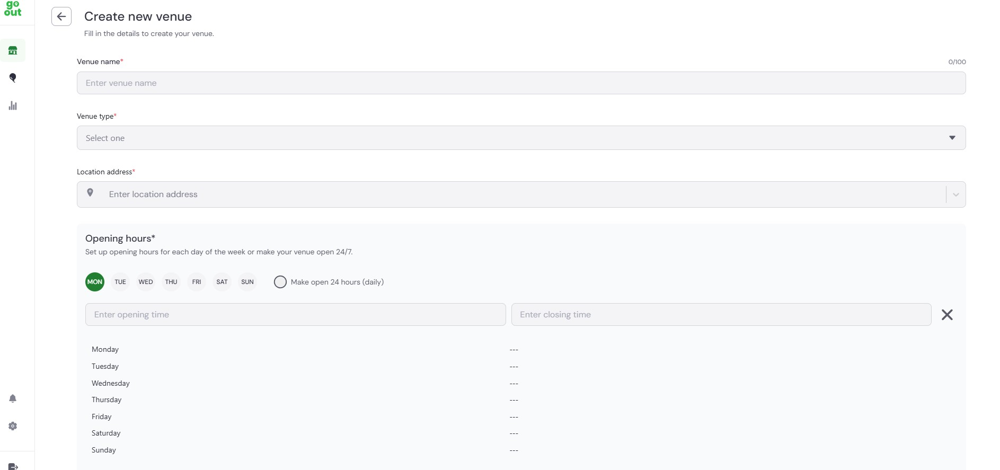 go
out
Create new venue
Fill in the details to create your venue.
Venue name*
0/100
Enter venue name
Venue type*
Select one
Location address*
Enter location address
Opening hours*
Set up opening hours for each day of the week or make your venue open 24/7.
MON TUE WED THU FRI SAT SUN Make open 24 hours (daily)
Enter opening time Enter closing time
Monday ---
Tuesday ---
Wednesday ---
Thursday ---
Friday ---
Saturday ---
Sunday ---